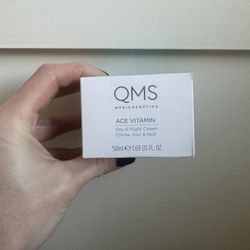 QMS
MEDICOSMETICS
ACE VITAMIN
Day & Night Cream
Crème Jour & Nuit
50ml ℮ 1.69 US FL. OZ.